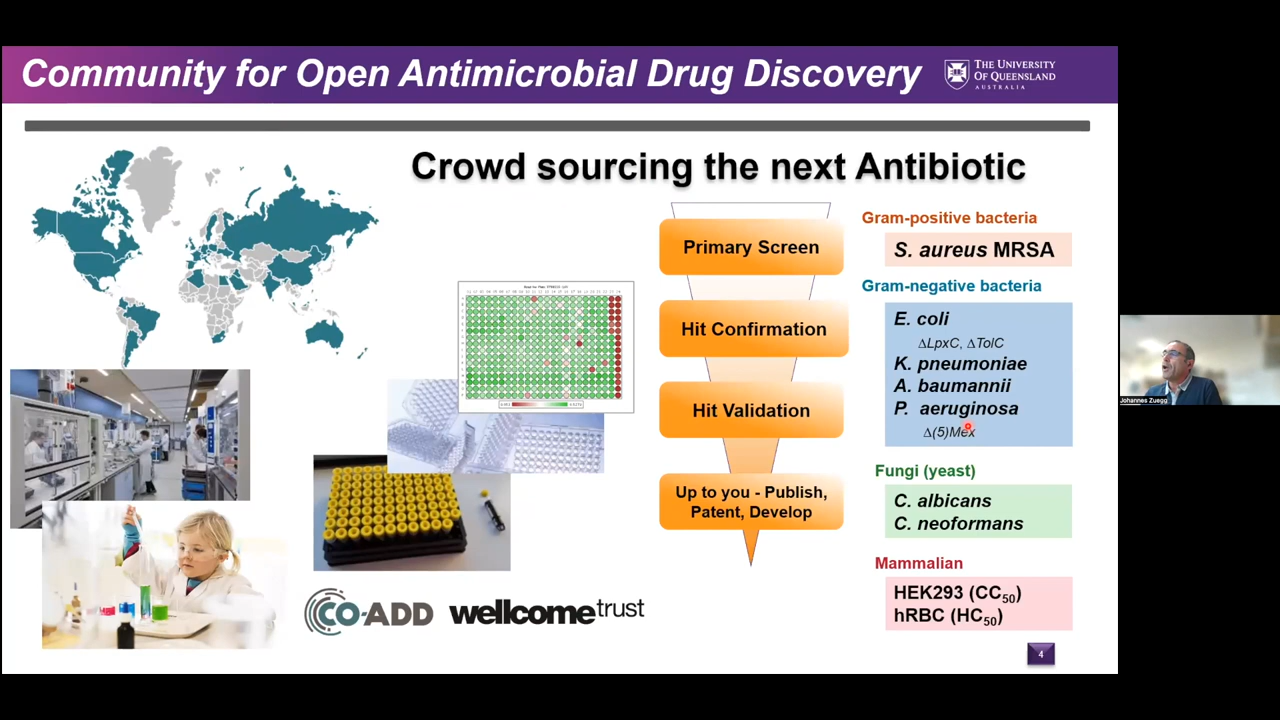 Community for Open Antimicrobial Drug Discovery
THE UNIVERSITY
OF QUEENSLAND
AUSTRALIA
Crowd sourcing the next Antibiotic
Primary Screen
Hit Confirmation
Hit Validation
Up to you - Publish,
Patent, Develop
Gram-positive bacteria
S. aureus MRSA
Gram-negative bacteria
E. coli
ΔLpxC, ΔTolC
K. pneumoniae
A. baumannii
P. aeruginosa
Δ(5)Mex
Fungi (yeast)
C. albicans
C. neoformans
Mammalian
HEK293 (CC50)
hRBC (HC50)
CO-ADD
wellcometrust
4
Johannes Zuegg